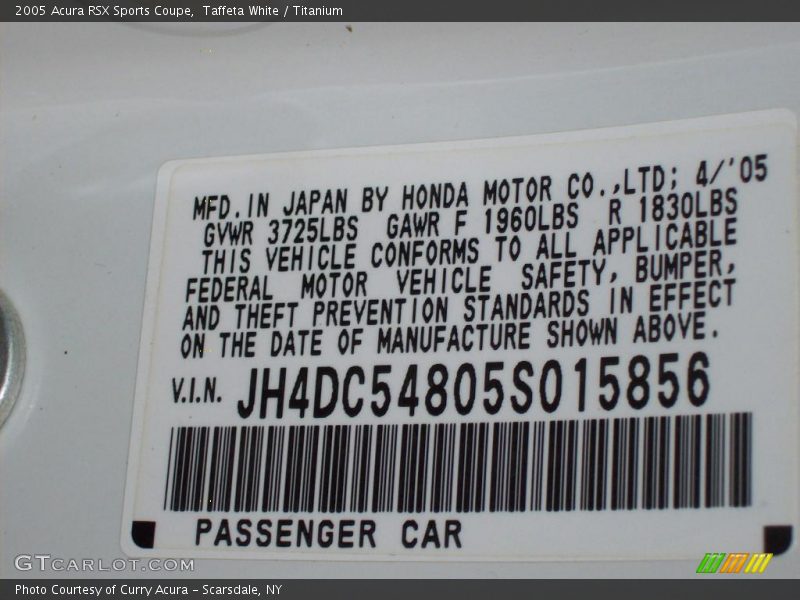 2005 Acura RSX Sports Coupe,  Taffeta White / Titanium
MFD.IN JAPAN BY HONDA MOTOR CO.,LTD; 4/'05
GVWR 3725LBS  GAWR F 1960LBS  R 1830LBS
THIS VEHICLE CONFORMS TO ALL APPLICABLE
FEDERAL MOTOR VEHICLE SAFETY, BUMPER,
AND THEFT PREVENTION STANDARDS IN EFFECT
ON THE DATE OF MANUFACTURE SHOWN ABOVE.
V.I.N. JH4DC54805S015856
PASSENGER CAR
GTCARLOT.COM
Photo Courtesy of Curry Acura - Scarsdale, NY